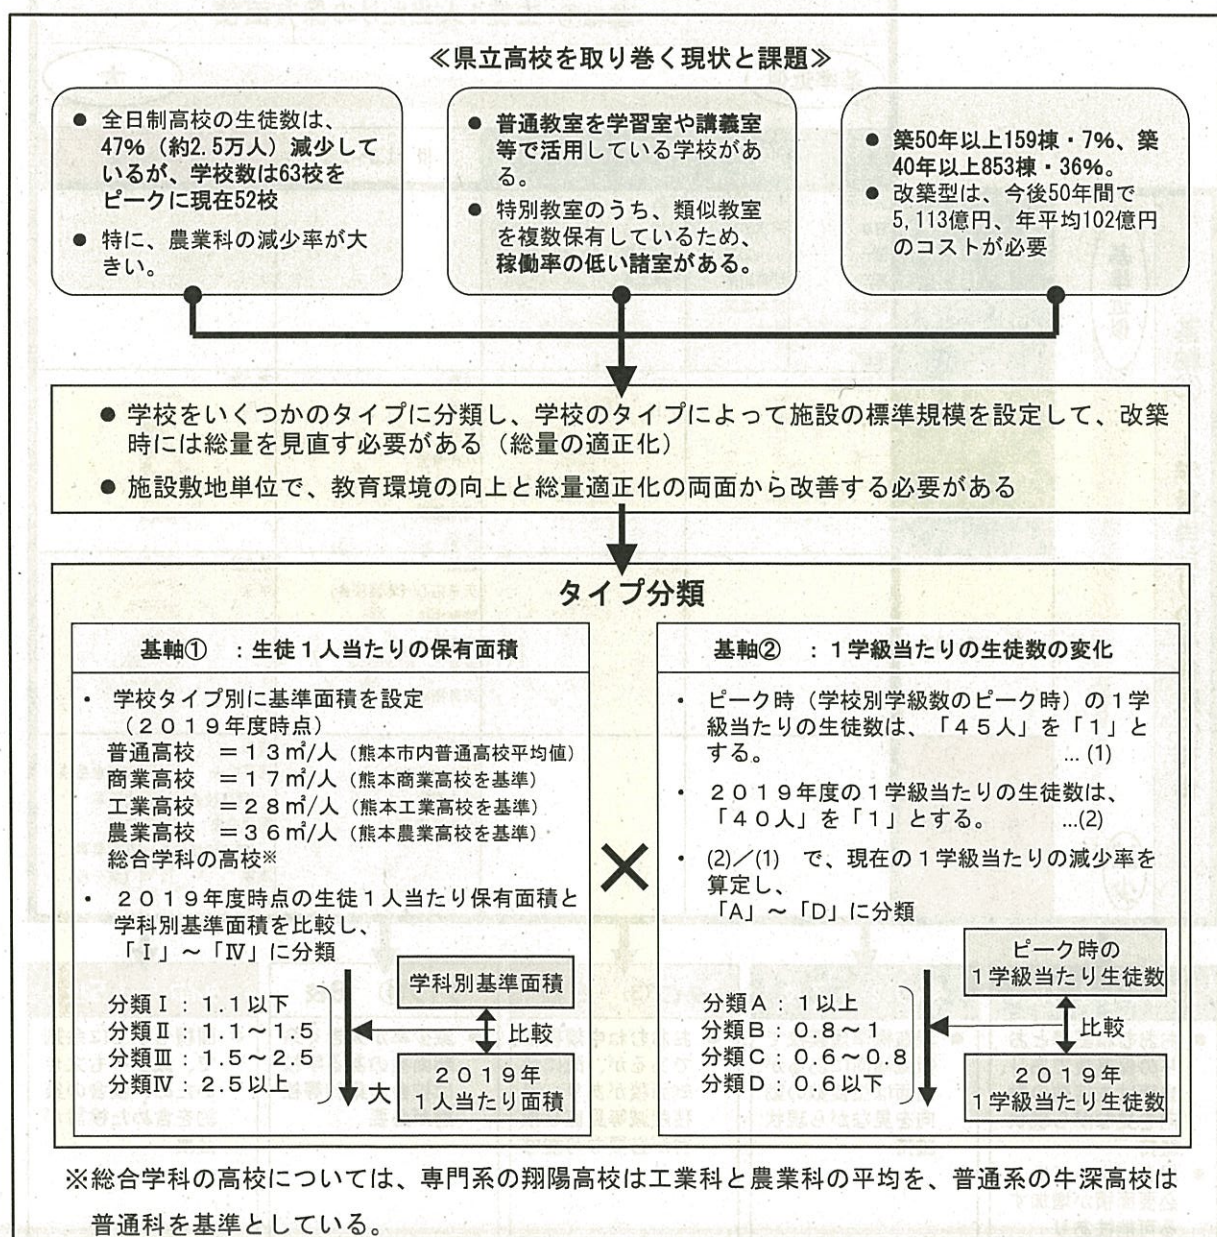 ≪県立高校を取り巻く現状と課題≫
● 全日制高校の生徒数は、
47%（約2.5万人）減少して
いるが、学校数は63校を
ピークに現在52校
● 特に、農業科の減少率が大
きい。
● 普通教室を学習室や講義室
等で活用している学校があ
る。
● 特別教室のうち、類似教室
を複数保有しているため、
稼働率の低い諸室がある。
● 築50年以上159棟・7%、築
40年以上853棟・36%。
● 改築型は、今後50年間で
5,113億円、年平均102億円
のコストが必要
● 学校をいくつかのタイプに分類し、学校のタイプによって施設の標準規模を設定して、改築
時には総量を見直す必要がある（総量の適正化）
● 施設敷地単位で、教育環境の向上と総量適正化の両面から改善する必要がある
タイプ分類
基軸① ：生徒１人当たりの保有面積
・ 学校タイプ別に基準面積を設定
（２０１９年度時点）
普通高校 ＝１３㎡/人（熊本市内普通高校平均値）
商業高校 ＝１７㎡/人（熊本商業高校を基準）
工業高校 ＝２８㎡/人（熊本工業高校を基準）
農業高校 ＝３６㎡/人（熊本農業高校を基準）
総合学科の高校※
・ ２０１９年度時点の生徒１人当たり保有面積と
学科別基準面積を比較し、
「Ⅰ」～「Ⅳ」に分類
分類Ⅰ：１.１以下
分類Ⅱ：１.１～１.５
分類Ⅲ：１.５～２.５
分類Ⅳ：２.５以上
大
学科別基準面積
比較
２０１９年
１人当たり面積
×
基軸② ：１学級当たりの生徒数の変化
・ ピーク時（学校別学級数のピーク時）の１学
級当たりの生徒数は、「４５人」を「１」と
する。 … (1)
・ ２０１９年度の１学級当たりの生徒数は、
「４０人」を「１」とする。 …(2)
・ (2)／(1) で、現在の１学級当たりの減少率を
算定し、
「Ａ」～「Ｄ」に分類
分類Ａ：１以上
分類Ｂ：０.８～１
分類Ｃ：０.６～０.８
分類Ｄ：０.６以下
ピーク時の
１学級当たり生徒数
比較
２０１９年
１学級当たり生徒数
※総合学科の高校については、専門系の翔陽高校は工業科と農業科の平均を、普通系の牛深高校は
普通科を基準としている。